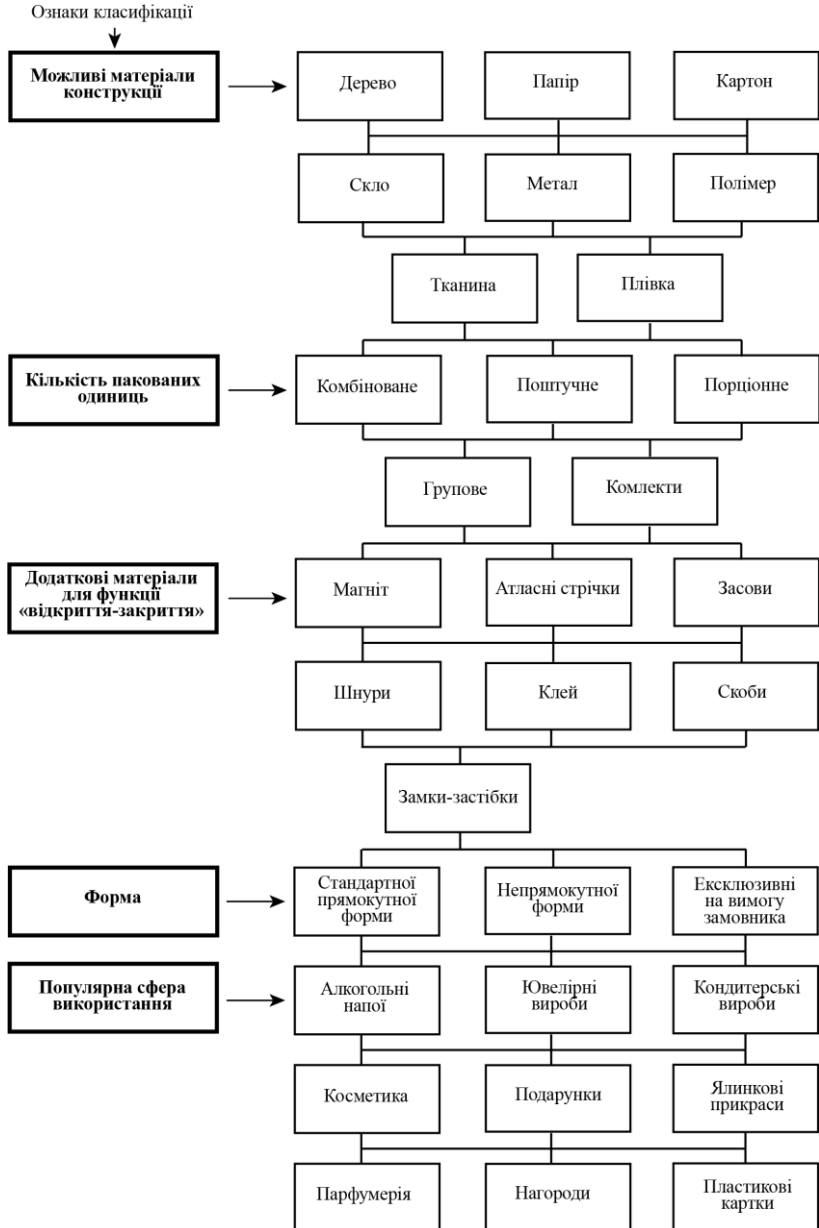 Ознаки класифікації
Можливі матеріали
конструкції
Дерево
Папір
Картон
Скло
Метал
Полімер
Тканина
Плівка
Кількість пакованих
одиниць
Комбіноване
Поштучне
Порціонне
Групове
Комлекти
Додаткові матеріали
для функції
«відкриття-закриття»
Магніт
Атласні стрічки
Засови
Шнури
Клей
Скоби
Замки-застібки
Форма
Стандартної
прямокутної
форми
Непрямокутної
форми
Ексклюзивні
на вимогу
замовника
Популярна сфера
використання
Алкогольні
напої
Ювелірні
вироби
Кондитерські
вироби
Косметика
Подарунки
Ялинкові
прикраси
Парфумерія
Нагороди
Пластикові
картки